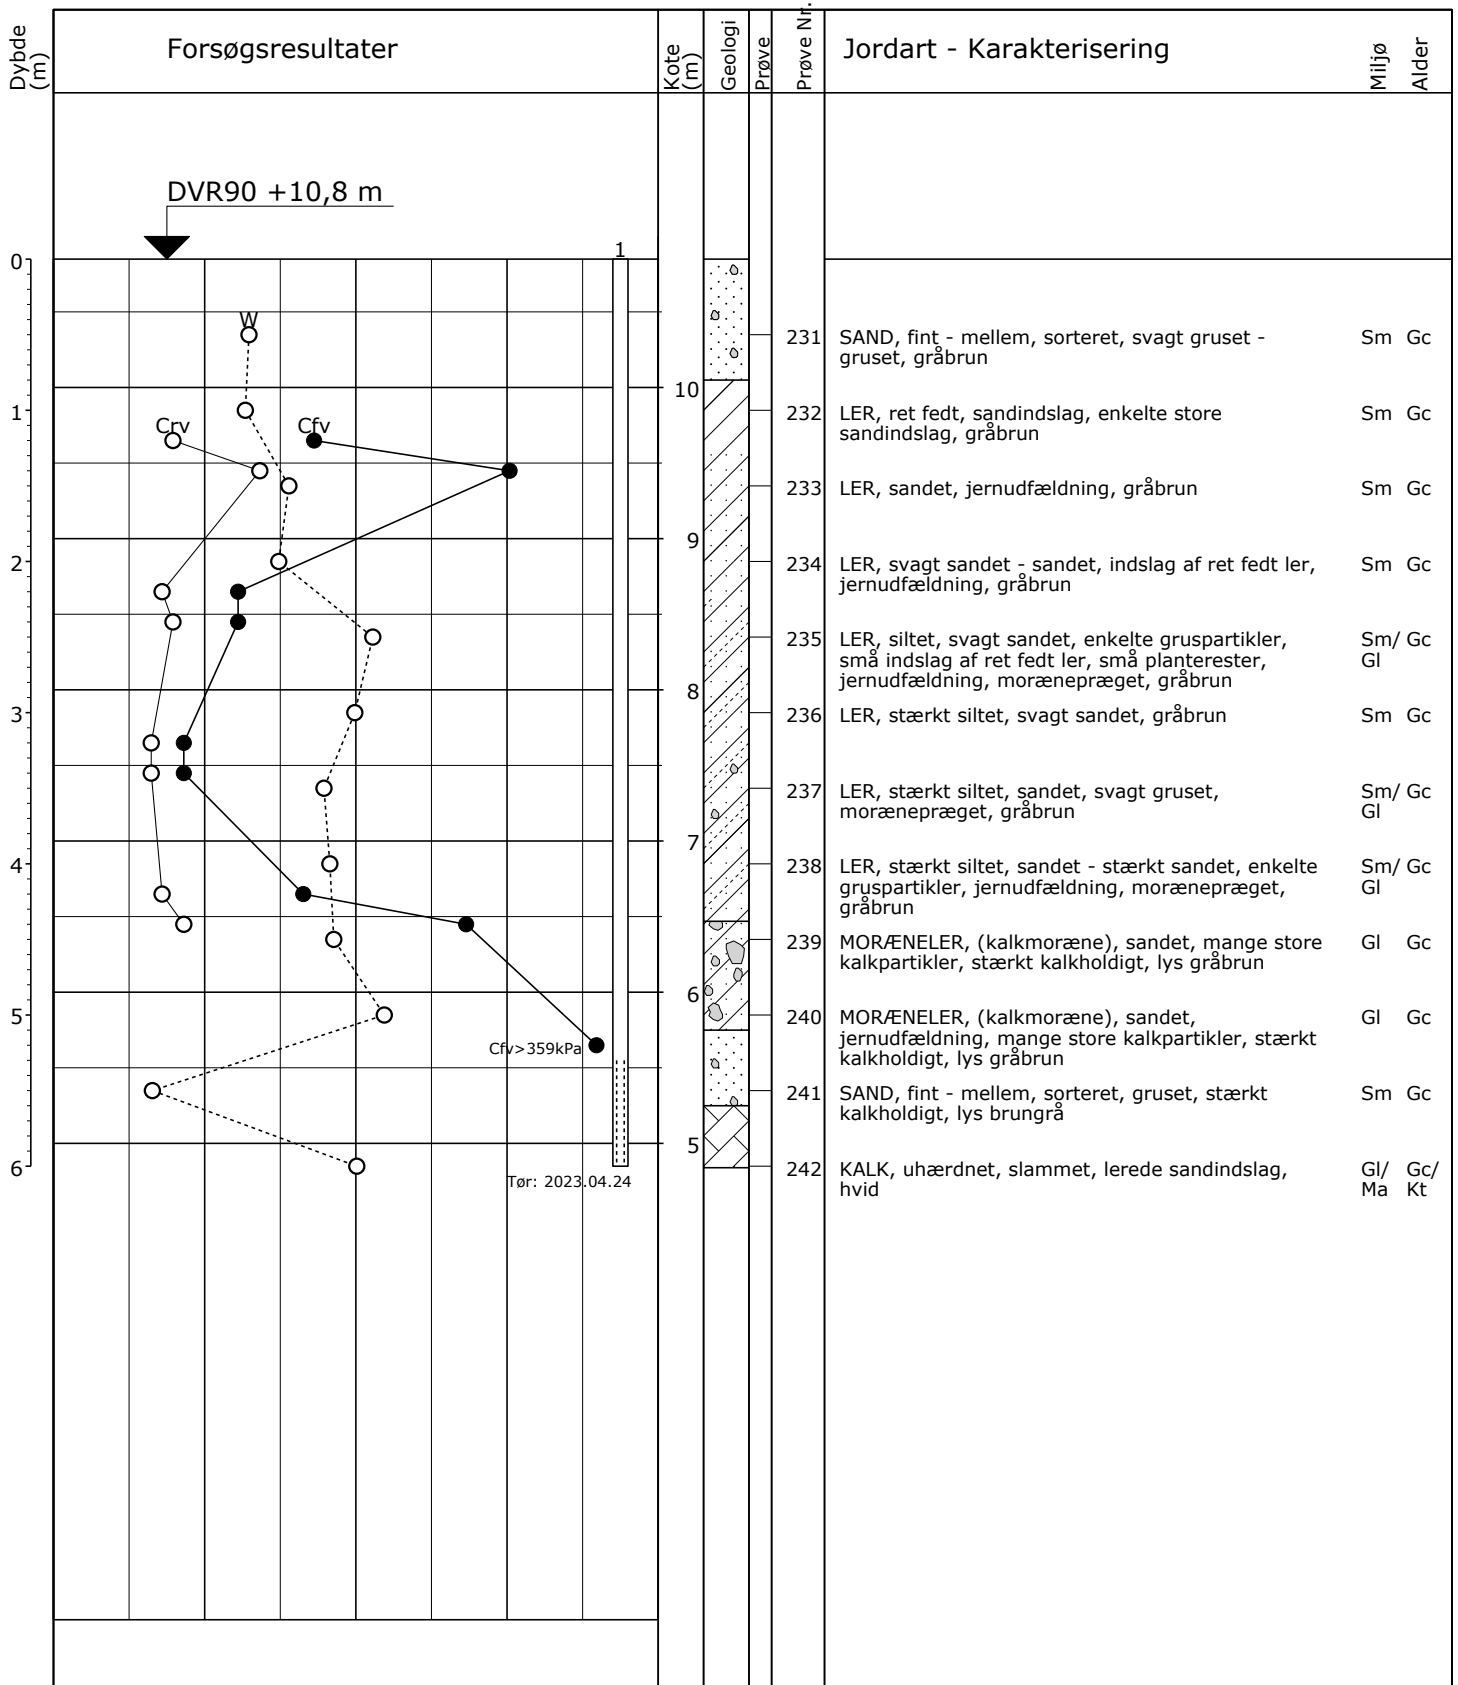 Dybde (m)
Forsøgsresultater
Kote (m)
Geologi
Prøve
Prøve Nr.
Jordart - Karakterisering
Miljø
Alder
DVR90 +10,8 m
1
0
W
231 SAND, fint - mellem, sorteret, svagt gruset - Sm Gc
gruset, gråbrun
10
1
Crv Cfv
232 LER, ret fedt, sandindslag, enkelte store Sm Gc
sandindslag, gråbrun
233 LER, sandet, jernudfældning, gråbrun Sm Gc
9
2
234 LER, svagt sandet - sandet, indslag af ret fedt ler, Sm Gc
jernudfældning, gråbrun
235 LER, siltet, svagt sandet, enkelte gruspartikler, Sm/ Gc
små indslag af ret fedt ler, små planterester, Gl
jernudfældning, morænepræget, gråbrun
8
3
236 LER, stærkt siltet, svagt sandet, gråbrun Sm Gc
237 LER, stærkt siltet, sandet, svagt gruset, Sm/ Gc
morænepræget, gråbrun Gl
7
4
238 LER, stærkt siltet, sandet - stærkt sandet, enkelte Sm/ Gc
gruspartikler, jernudfældning, morænepræget, Gl
gråbrun
239 MORÆNELER, (kalkmoræne), sandet, mange store Gl Gc
kalkpartikler, stærkt kalkholdigt, lys gråbrun
6
5
240 MORÆNELER, (kalkmoræne), sandet, Gl Gc
jernudfældning, mange store kalkpartikler, stærkt
kalkholdigt, lys gråbrun
Cfv>359kPa
241 SAND, fint - mellem, sorteret, gruset, stærkt Sm Gc
kalkholdigt, lys brungrå
5
6
242 KALK, uhærdnet, slammet, lerede sandindslag, Gl/ Gc/
hvid Ma Kt
Tør: 2023.04.24